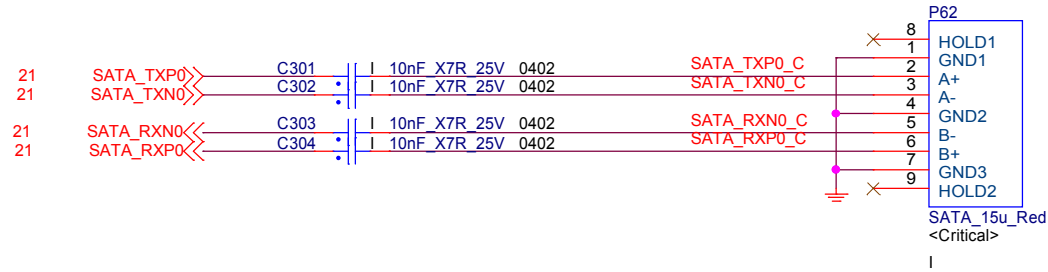 P62
8 HOLD1
1 GND1
21 SATA_TXP0 C301 I 10nF_X7R_25V 0402 SATA_TXP0_C 2 A+
21 SATA_TXN0 C302 I 10nF_X7R_25V 0402 SATA_TXN0_C 3 A-
4 GND2
21 SATA_RXN0 C303 I 10nF_X7R_25V 0402 SATA_RXN0_C 5 B-
21 SATA_RXP0 C304 I 10nF_X7R_25V 0402 SATA_RXP0_C 6 B+
7 GND3
9 HOLD2
SATA_15u_Red
<Critical>
I